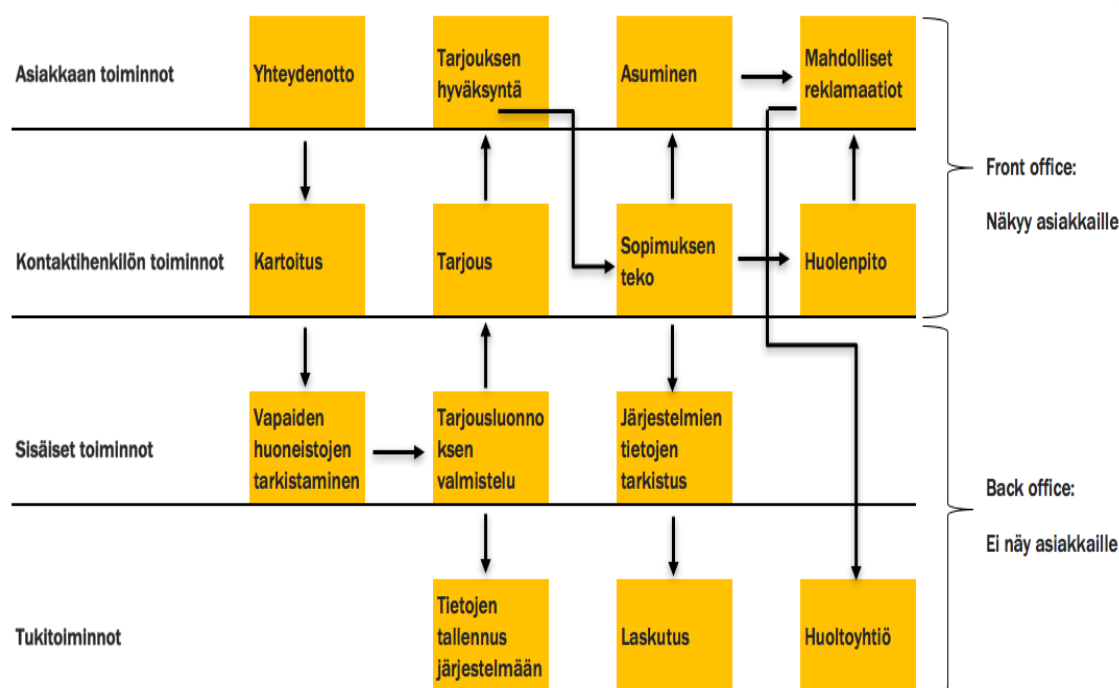 Asiakkaan toiminnot
Yhteydenotto
Tarjouksen
hyväksyntä
Asuminen
Mahdolliset
reklamaatiot
Front office:
Näkyy asiakkaille
Kontaktihenkilön toiminnot
Kartoitus
Tarjous
Sopimuksen
teko
Huolenpito
Sisäiset toiminnot
Vapaiden
huoneistojen
tarkistaminen
Tarjousluonno
ksen
valmistelu
Järjestelmien
tietojen
tarkistus
Back office:
Ei näy asiakkaille
Tukitoiminnot
Tietojen
tallennus
järjestelmään
Laskutus
Huoltoyhtiö